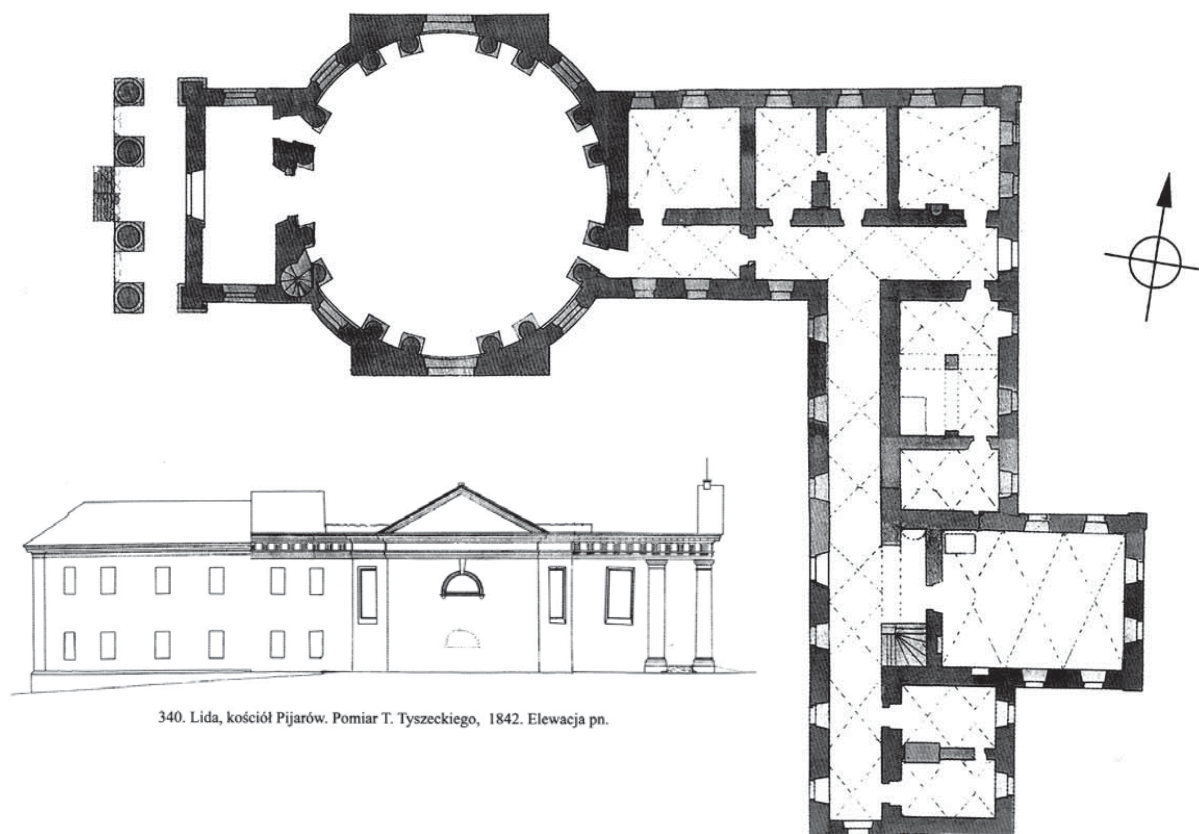 340. Lida, kościół Pijarów. Pomiar T. Tyszeckiego, 1842. Elewacja pn.